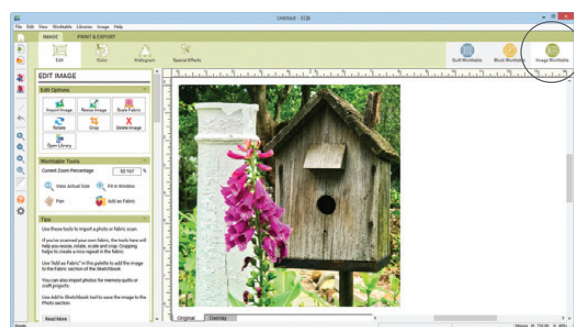 Untitled - EQ8
File Edit View Worktable Libraries Image Help
IMAGE PRINT & EXPORT
Edit Color Histogram Special Effects Quilt Worktable Block Worktable Image Worktable
EDIT IMAGE
Edit Options
Import Image Resize Image Scale Fabric
Rotate Crop Delete Image
Open Library
Worktable Tools
Current Zoom Percentage 92.167 %
View Actual Size Fit in Window
Pan Add as Fabric
Tips
Use these tools to import a photo or fabric scan.
If you've scanned your own fabric, the tools here will
help you resize, rotate, scale and crop. Cropping
helps to create a nice repeat in the fabric.
Use "Add as Fabric" in this palette to add the image
to the Fabric section of the Sketchbook.
You can also import photos for memory quilts or
craft projects.
Use Add to Sketchbook tool to save the image to the
Photo section.
Read More
Original Overlay
Ready